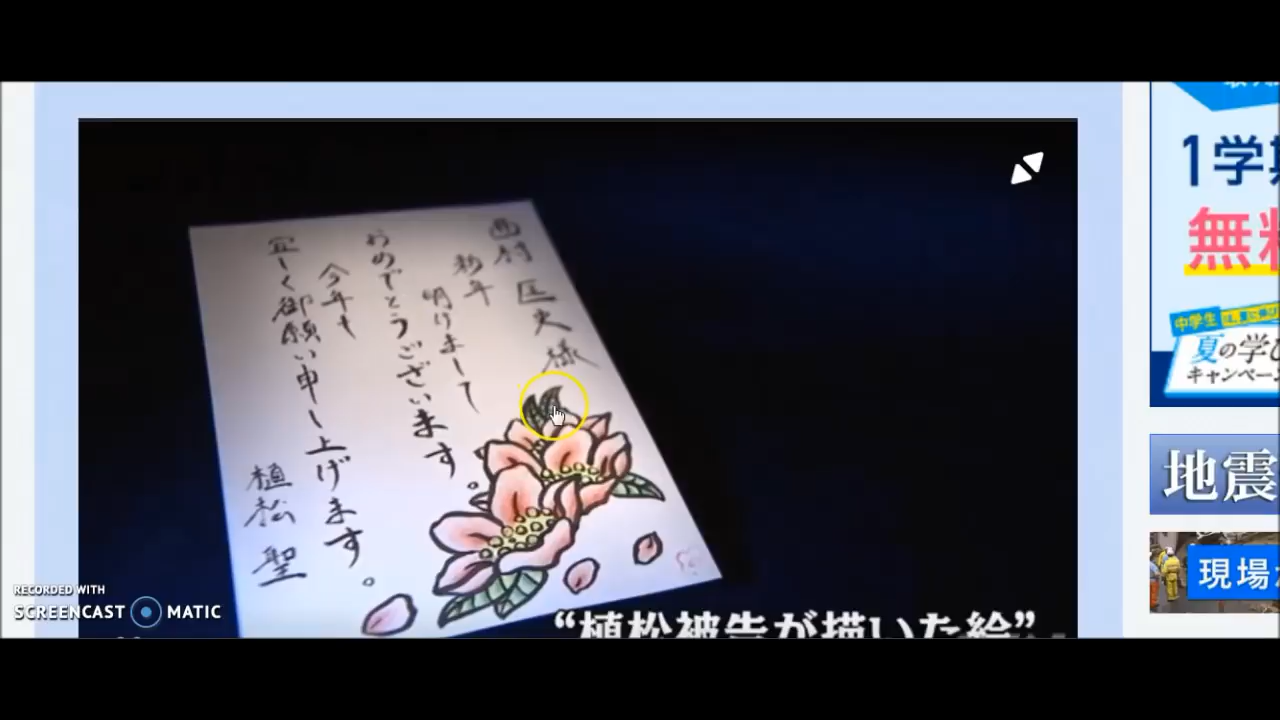 西村 匡史 様
新年
明けまして
おめでとうございます。
今年も
宜しく御願い申し上げます。
植松 聖
“植松被告が描いた絵”
1学期
無料
中学生
夏の学び
キャンペーン
地震
現場
RECORDED WITH
SCREENCAST MATIC